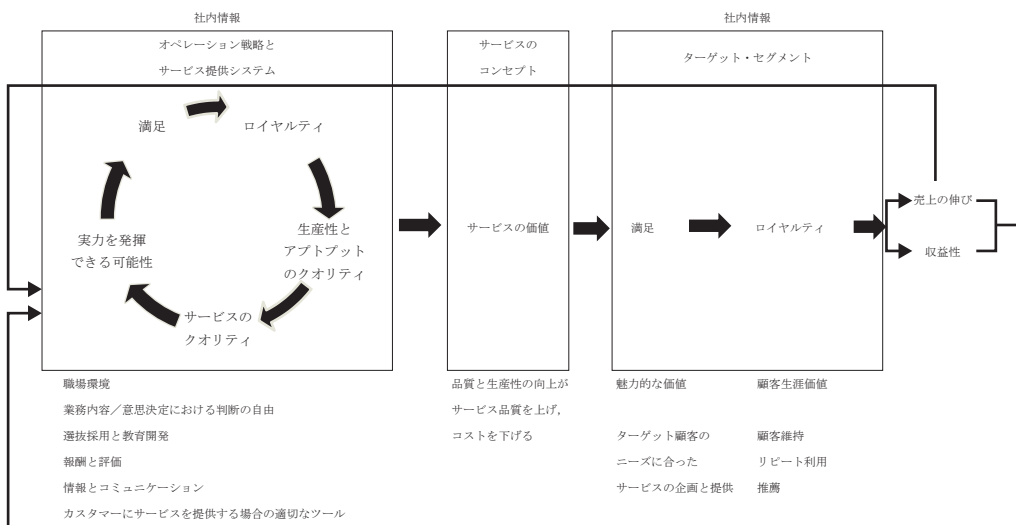 社内情報
オペレーション戦略と
サービス提供システム
満足
ロイヤルティ
生産性と
アプトプット
のクオリティ
サービスの
クオリティ
実力を発揮
できる可能性
職場環境
業務内容／意思決定における判断の自由
選抜採用と教育開発
報酬と評価
情報とコミュニケーション
カスタマーにサービスを提供する場合の適切なツール
サービスの
コンセプト
サービスの価値
品質と生産性の向上が
サービス品質を上げ,
コストを下げる
社内情報
ターゲット・セグメント
満足
ロイヤルティ
魅力的な価値
ターゲット顧客の
ニーズに合った
サービスの企画と提供
顧客生涯価値
顧客維持
リピート利用
推薦
売上の伸び
収益性